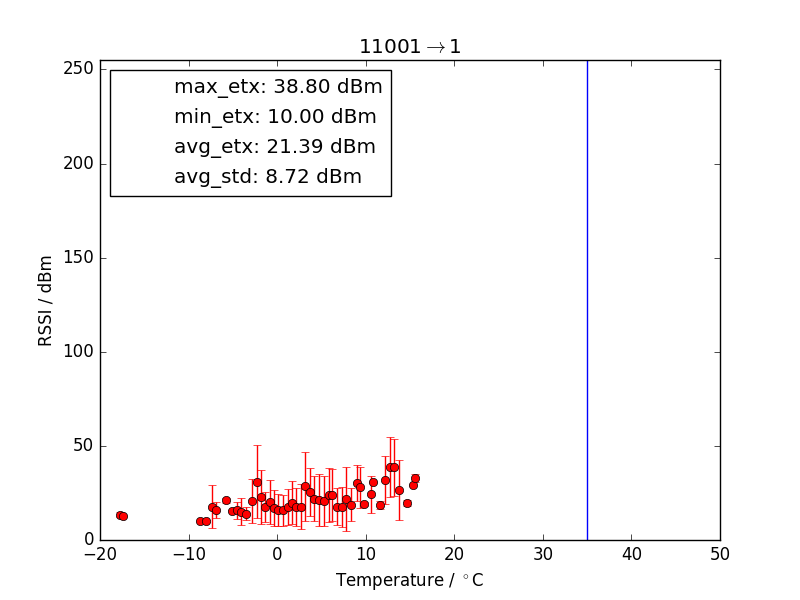 11001→1
max_etx: 38.80 dBm
min_etx: 10.00 dBm
avg_etx: 21.39 dBm
avg_std: 8.72 dBm
250
200
150
100
50
0
RSSI / dBm
−20 −10 0 10 20 30 40 50
Temperature / °C